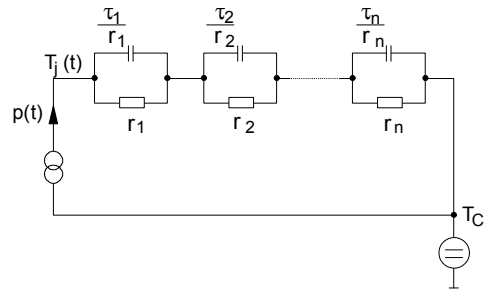 τ1 τ2 τn
r1 r2 rn
Tj (t)
r1 r2 rn
p(t)
TC